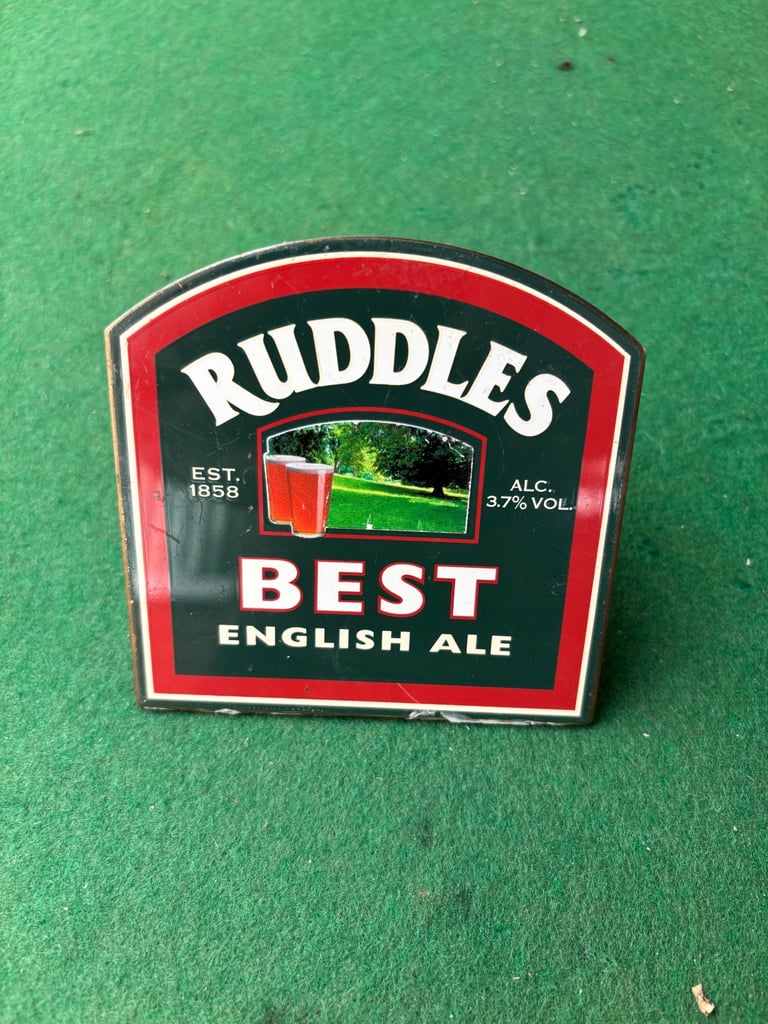 RUDDLES
EST.
1858
ALC.
3.7% VOL.
BEST
ENGLISH ALE